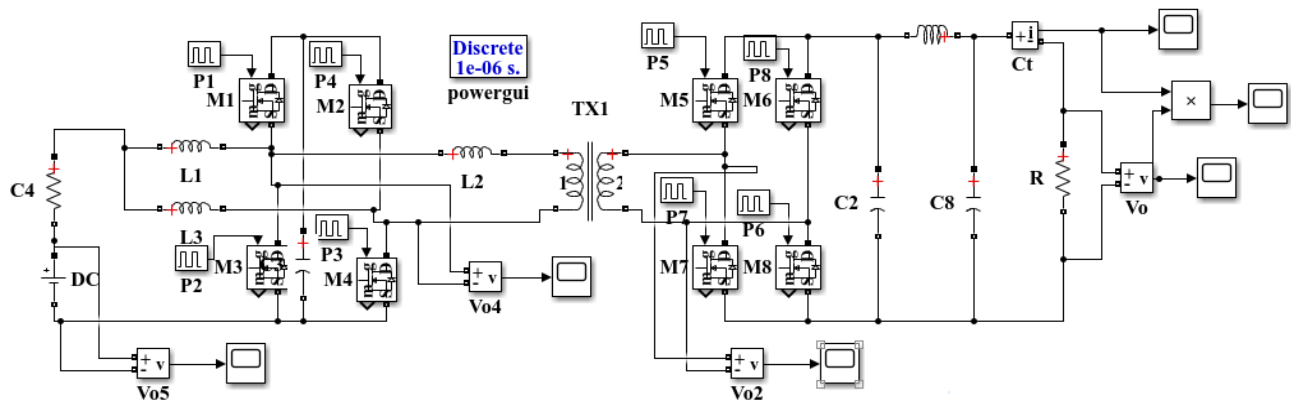 P1
P4
M1
M2
Discrete
1e-06 s.
powergui
TX1
P5
P8
M5
M6
i
+
-
Ct
×
C4
L1
L2
1
2
C2
C8
R
+
-
v
Vo
L3
P2
M3
P3
M4
P7
P6
M7
M8
+
DC
+
-
v
Vo4
+
-
v
Vo5
+
-
v
Vo2